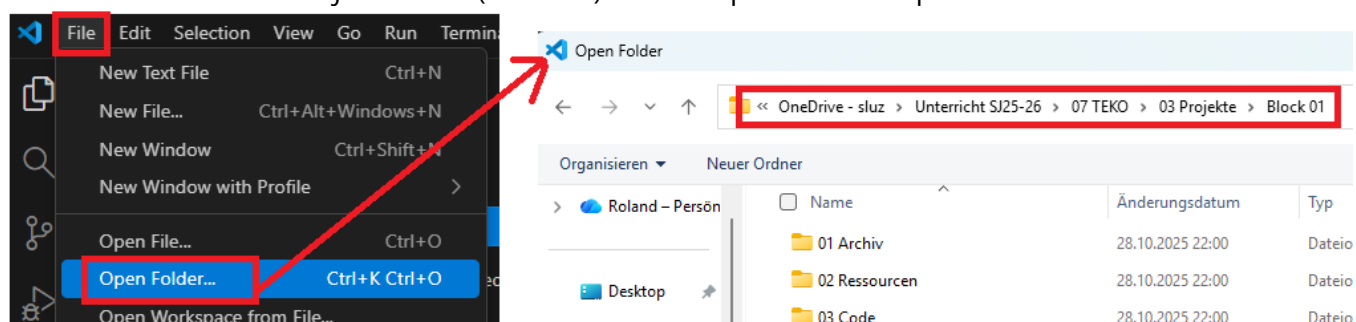 File Edit Selection View Go Run Termin
New Text File Ctrl+N
New File... Ctrl+Alt+Windows+N
New Window Ctrl+Shift+N
New Window with Profile >
Open File... Ctrl+O
Open Folder... Ctrl+K Ctrl+O
Open Workspace from File...
Open Folder
« OneDrive - sluz > Unterricht SJ25-26 > 07 TEKO > 03 Projekte > Block 01
Organisieren Neuer Ordner
Roland – Persön
Desktop
Name Änderungsdatum Typ
01 Archiv 28.10.2025 22:00 Dateio
02 Ressourcen 28.10.2025 22:00 Dateio
03 Code 28.10.2025 22:00 Dateio